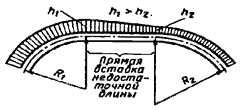 h₁ h₁ > h₂ h₂
прямая
вставка
недоста-
точной
длины
R₁ R₂